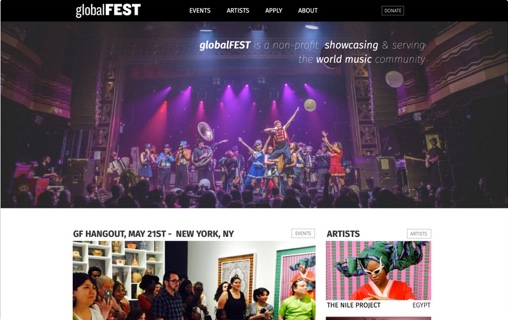 globalFEST
EVENTS ARTISTS APPLY ABOUT DONATE
globalFEST is a non-profit showcasing & serving
the world music community
GF HANGOUT, MAY 21ST - NEW YORK, NY
EVENTS
ARTISTS
ARTISTS
THE NILE PROJECT EGYPT